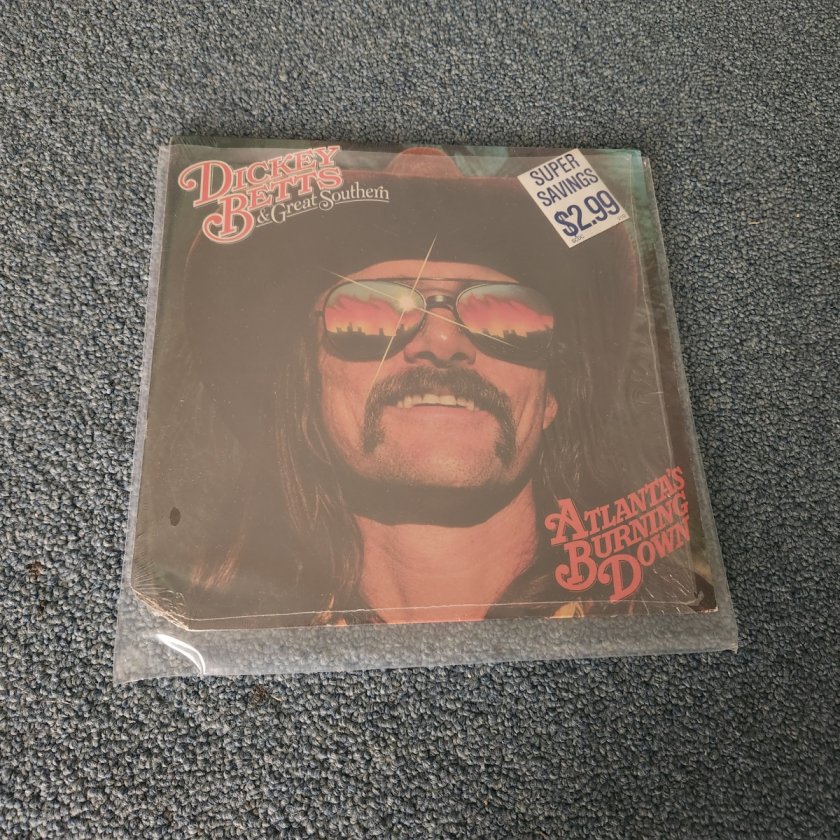 DICKEY
BETTS
& Great Southern
SUPER
SAVINGS
$2.99
ATLANTA'S
BURNING
DOWN